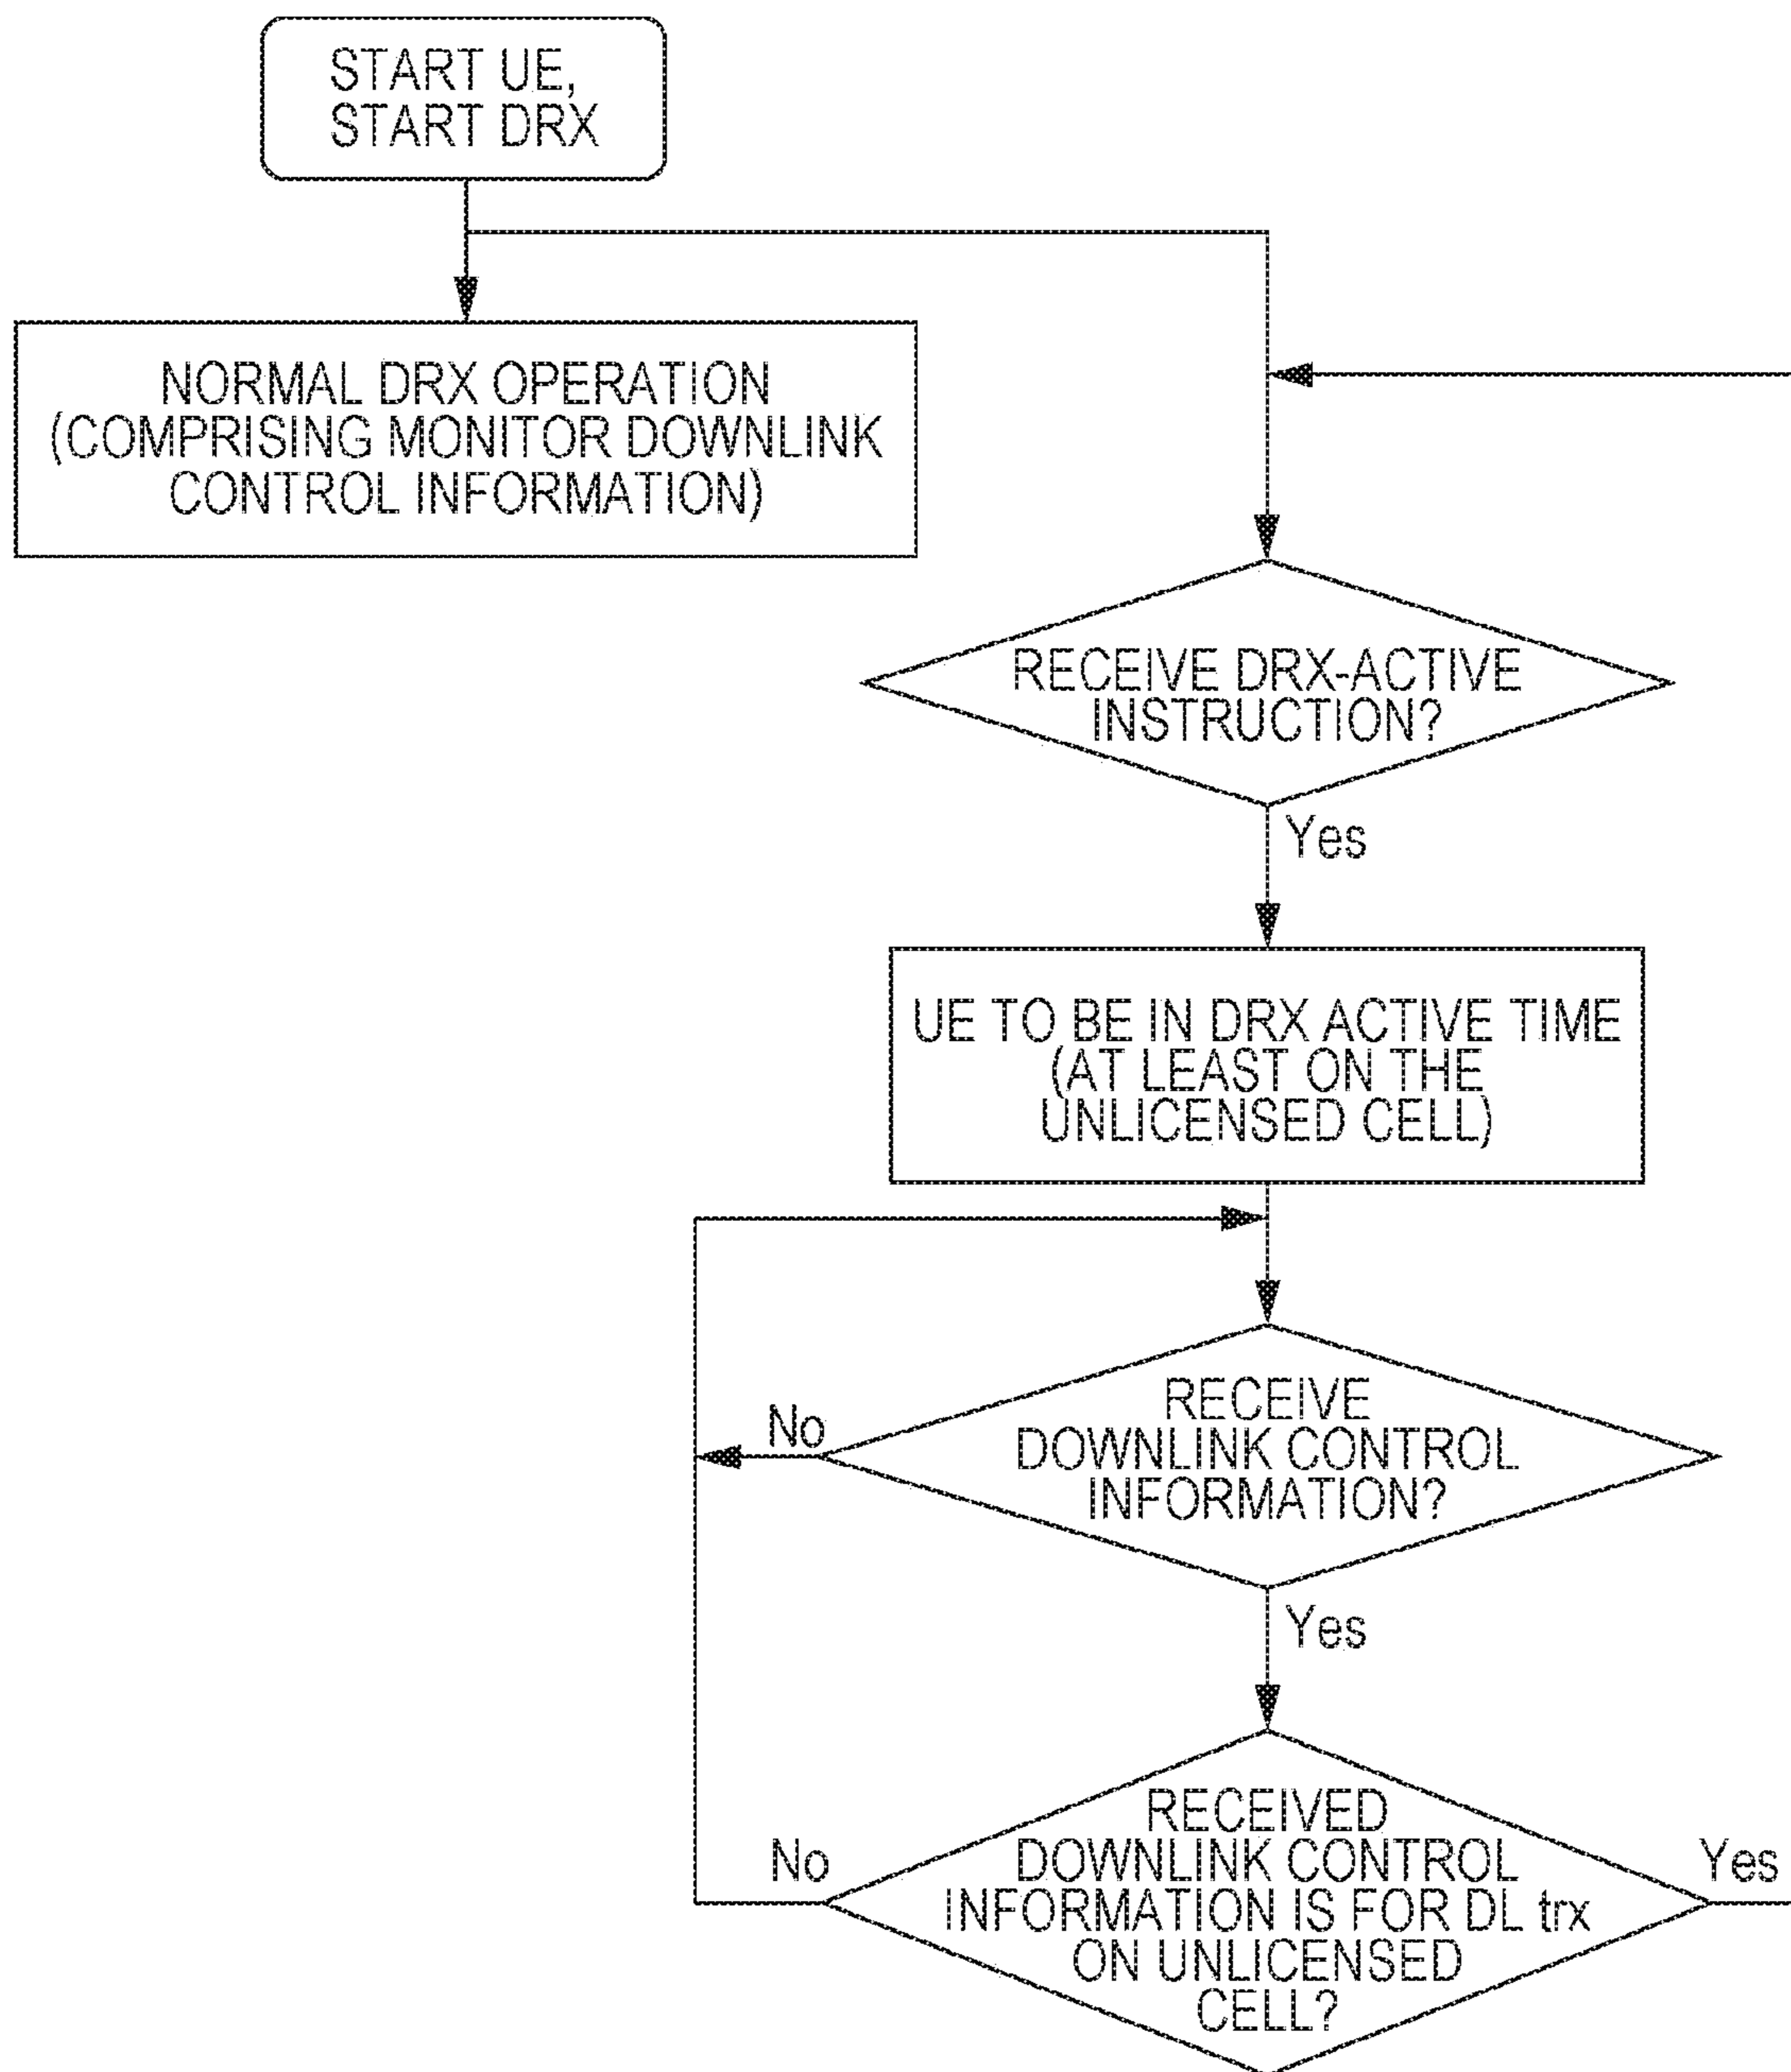 START UE,
START DRX
NORMAL DRX OPERATION
(COMPRISING MONITOR DOWNLINK
CONTROL INFORMATION)
RECEIVE DRX-ACTIVE
INSTRUCTION?
Yes
UE TO BE IN DRX ACTIVE TIME
(AT LEAST ON THE
UNLICENSED CELL)
RECEIVE
DOWNLINK CONTROL
INFORMATION?
No
Yes
RECEIVED
DOWNLINK CONTROL
INFORMATION IS FOR DL trx
ON UNLICENSED
CELL?
No
Yes